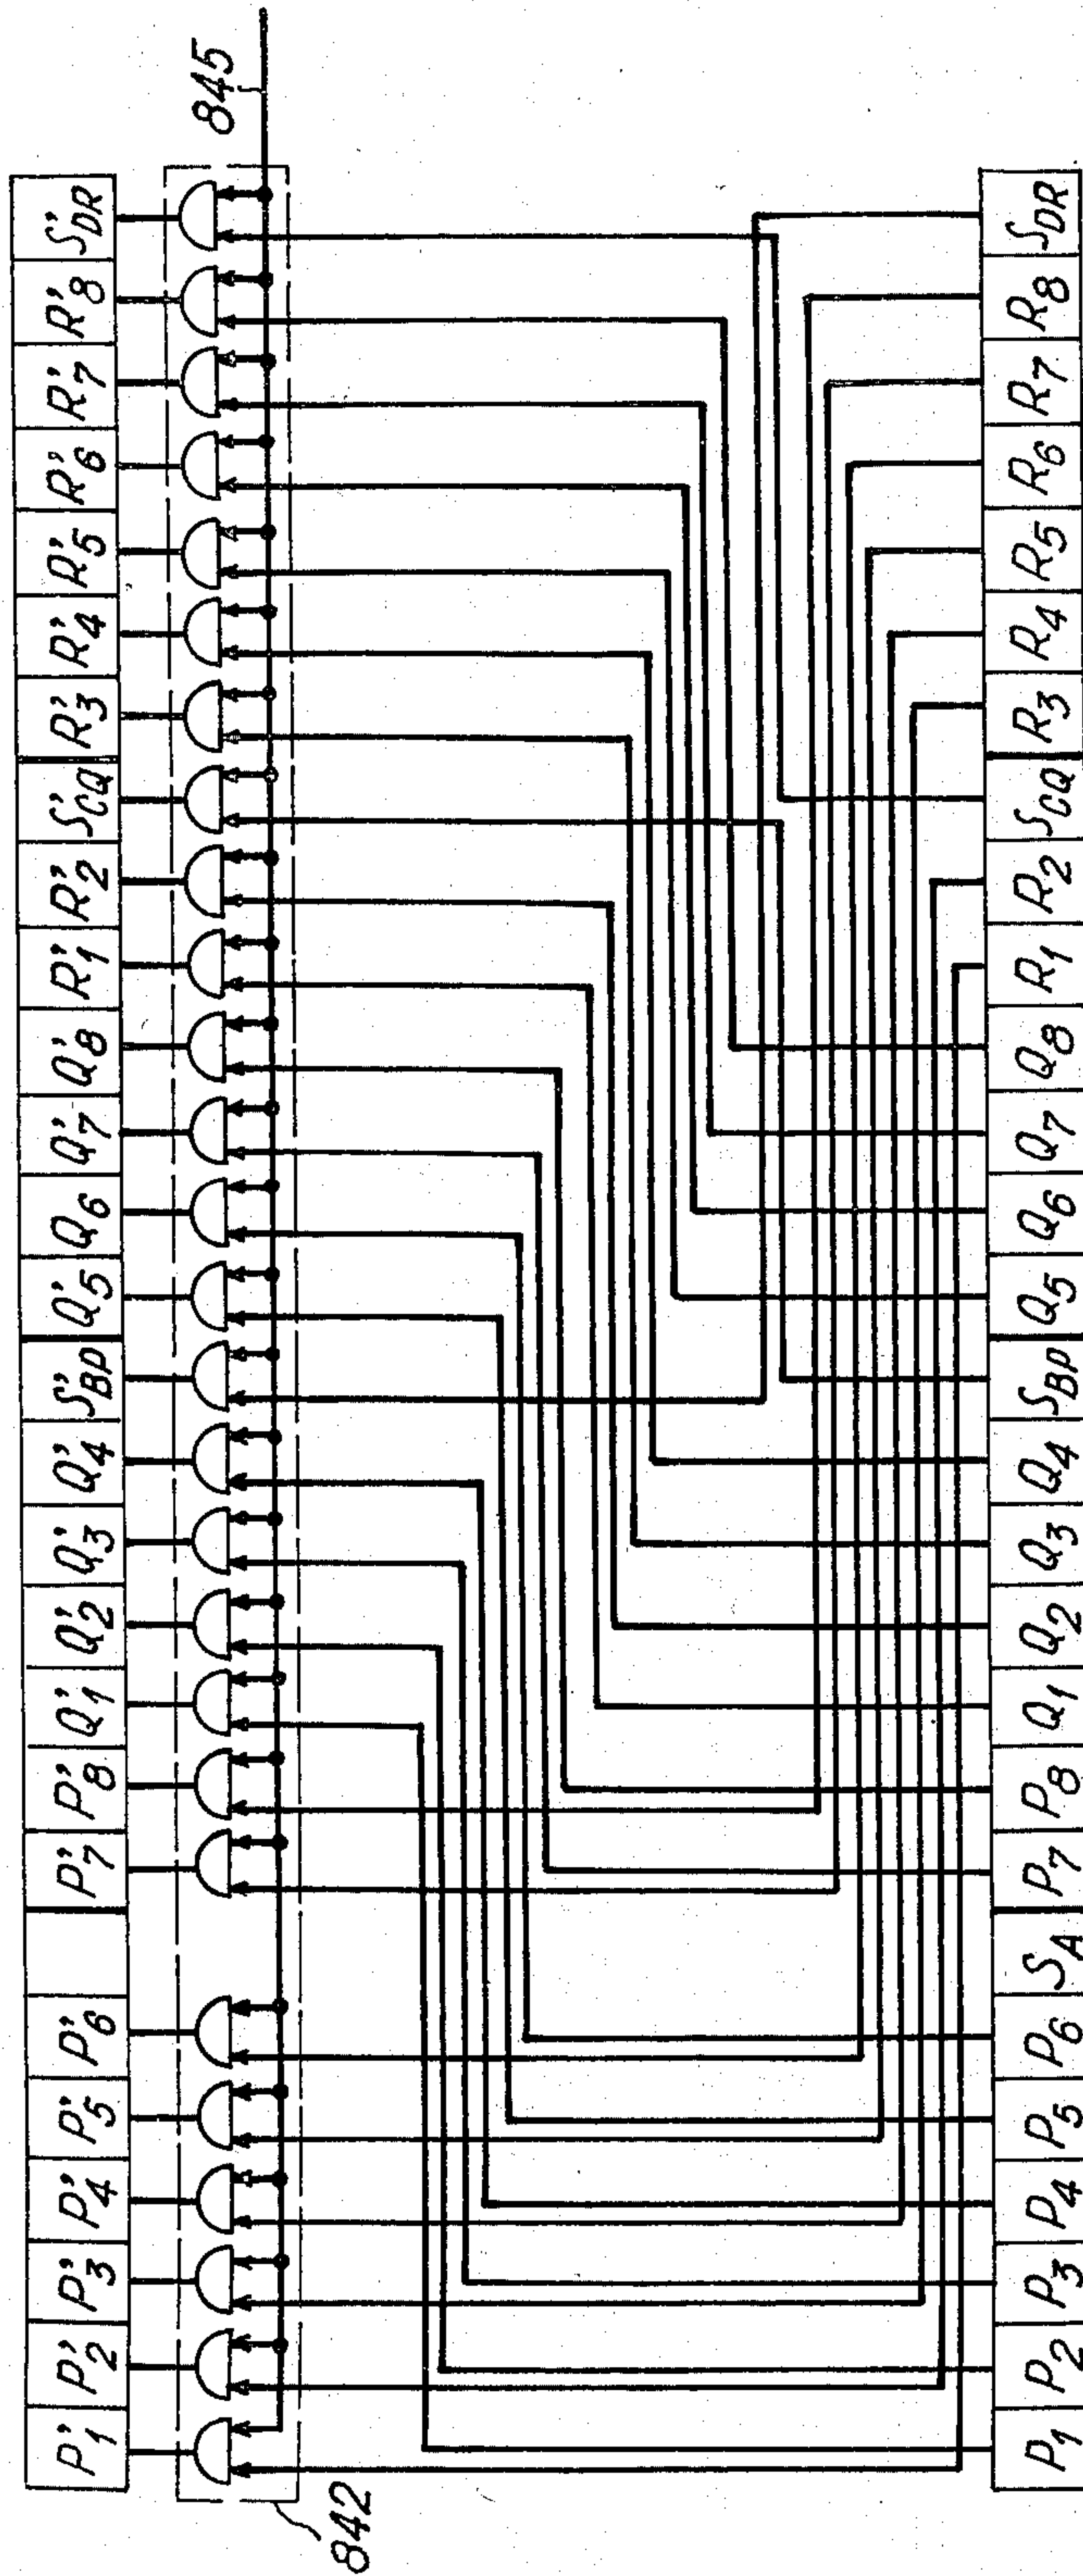 P'1 P'2 P'3 P'4 P'5 P'6 P'7 P'8 Q'1 Q'2 Q'3 Q'4 S'BP Q'5 Q6 Q'7 Q'8 R'1 R'2 S'CQ R'3 R'4 R'5 R'6 R'7 R'8 S'DR
842
845
P1 P2 P3 P4 P5 P6 SA P7 P8 Q1 Q2 Q3 Q4 SBP Q5 Q6 Q7 Q8 R1 R2 SCQ R3 R4 R5 R6 R7 R8 SDR